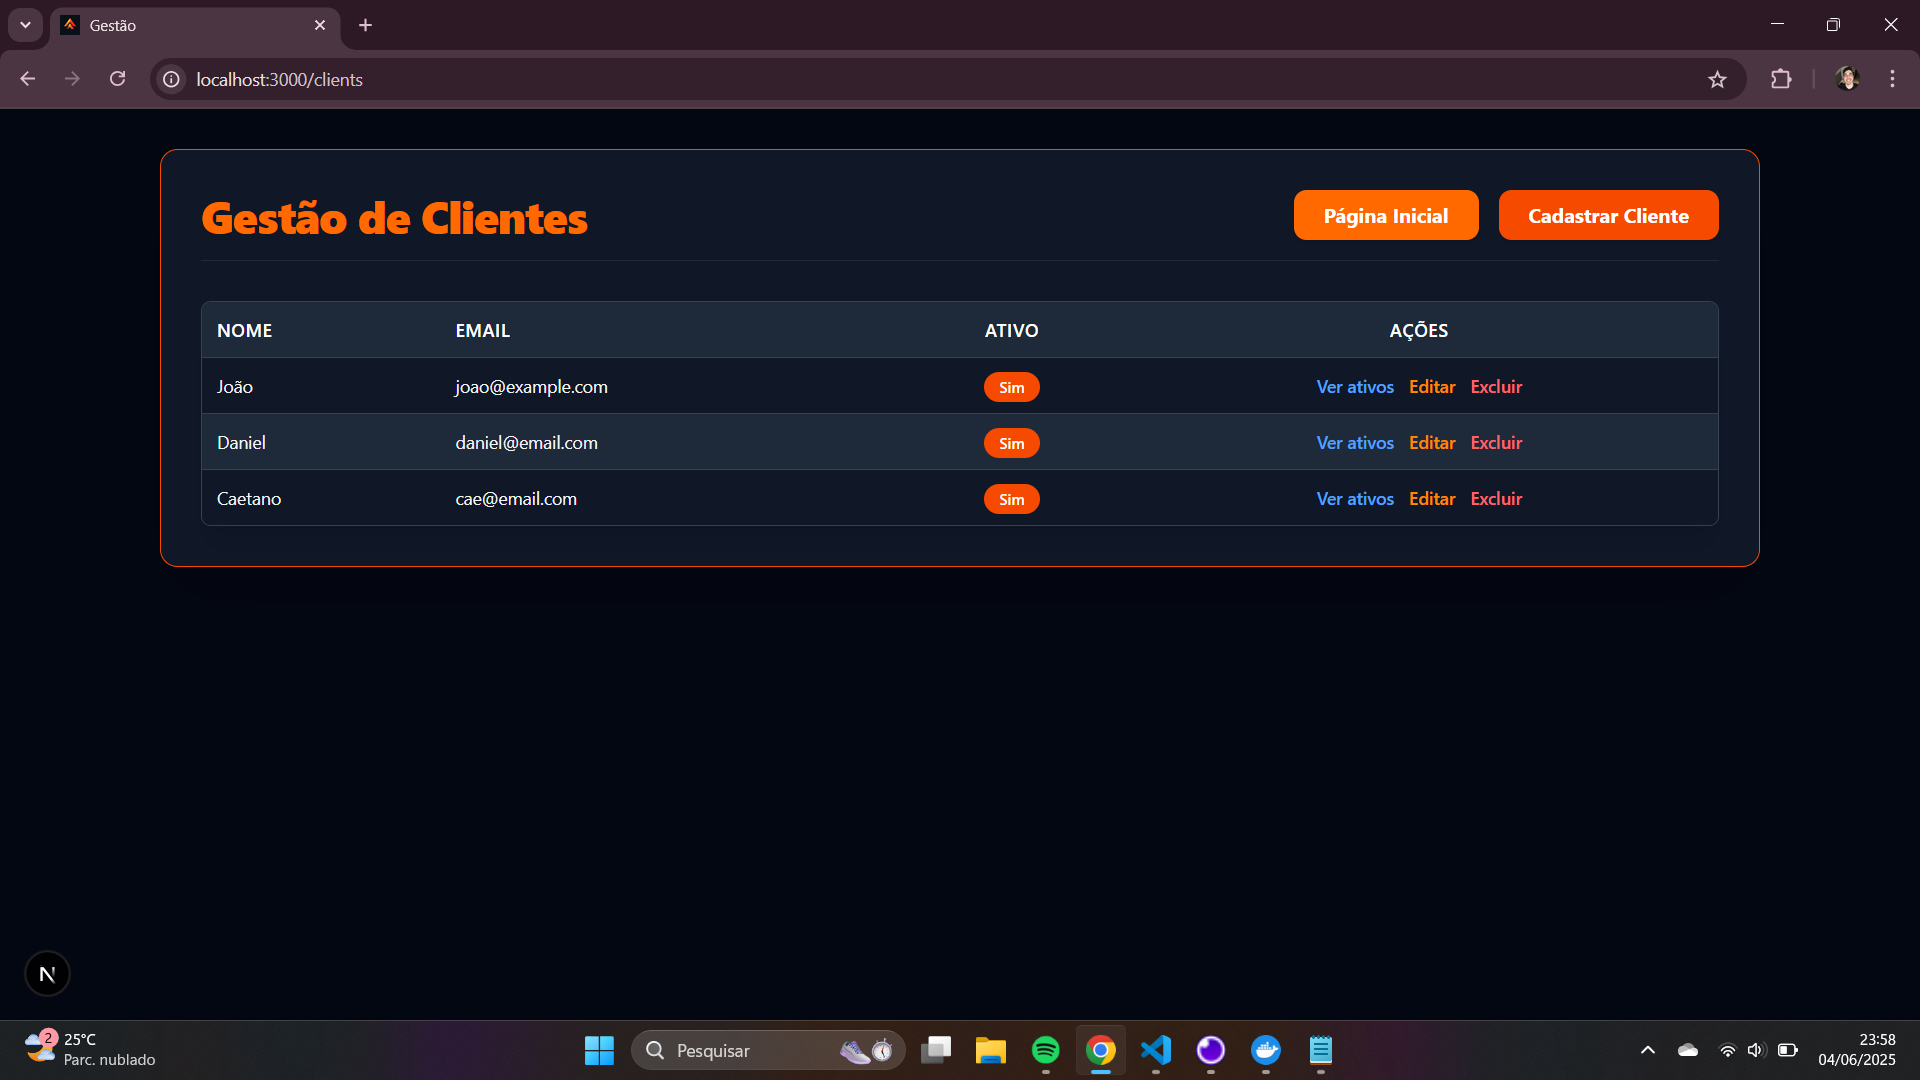 Gestão
localhost:3000/clients
Gestão de Clientes
Página Inicial
Cadastrar Cliente
NOME EMAIL ATIVO AÇÕES
João joao@example.com Sim Ver ativos Editar Excluir
Daniel daniel@email.com Sim Ver ativos Editar Excluir
Caetano cae@email.com Sim Ver ativos Editar Excluir
N
2
25°C
Parc. nublado
Pesquisar
23:58
04/06/2025